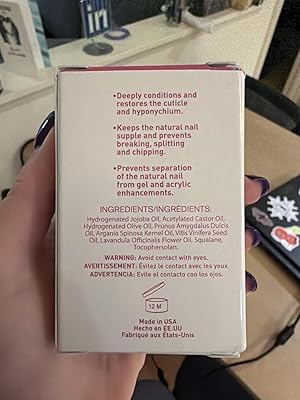 in
•Deeply conditions and
restores the cuticle
and hyponychium.
•Keeps the natural nail
supple and prevents
breaking, splitting
and chipping.
•Prevents separation
of the natural nail
from gel and acrylic
enhancements.
INGREDIENTS/INGRÉDIENTS:
Hydrogenated Jojoba Oil, Acetylated Castor Oil,
Hydrogenated Olive Oil, Prunus Amygdalus Dulcis
Oil, Argania Spinosa Kernel Oil, Vitis Vinifera Seed
Oil, Lavandula Officinalis Flower Oil, Squalane,
Tocophersolan.
WARNING: Avoid contact with eyes.
AVERTISSEMENT: Évitez le contact avec les yeux.
ADVERTENCIA: Evite el contacto con los ojos.
12 M
Made in USA
Hecho en EE.UU
Fabriqué aux États-Unis